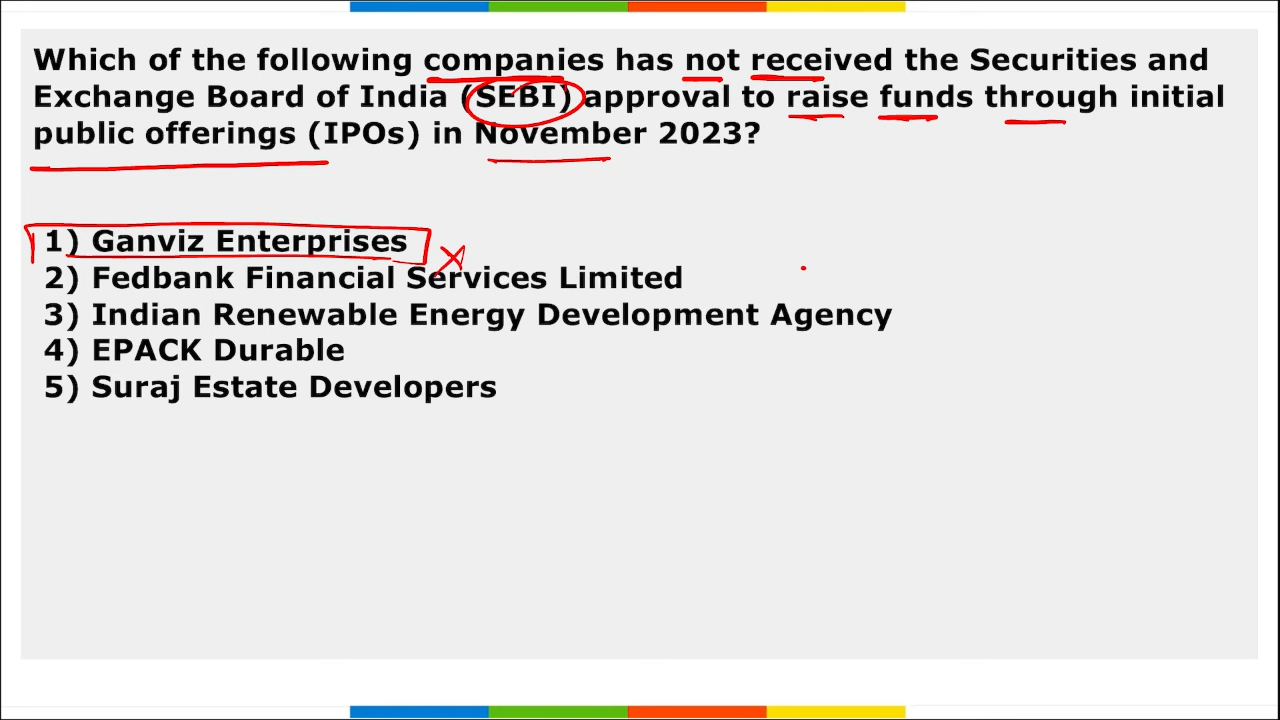 Which of the following companies has not received the Securities and
Exchange Board of India (SEBI) approval to raise funds through initial
public offerings (IPOs) in November 2023?
1) Ganviz Enterprises
2) Fedbank Financial Services Limited
3) Indian Renewable Energy Development Agency
4) EPACK Durable
5) Suraj Estate Developers